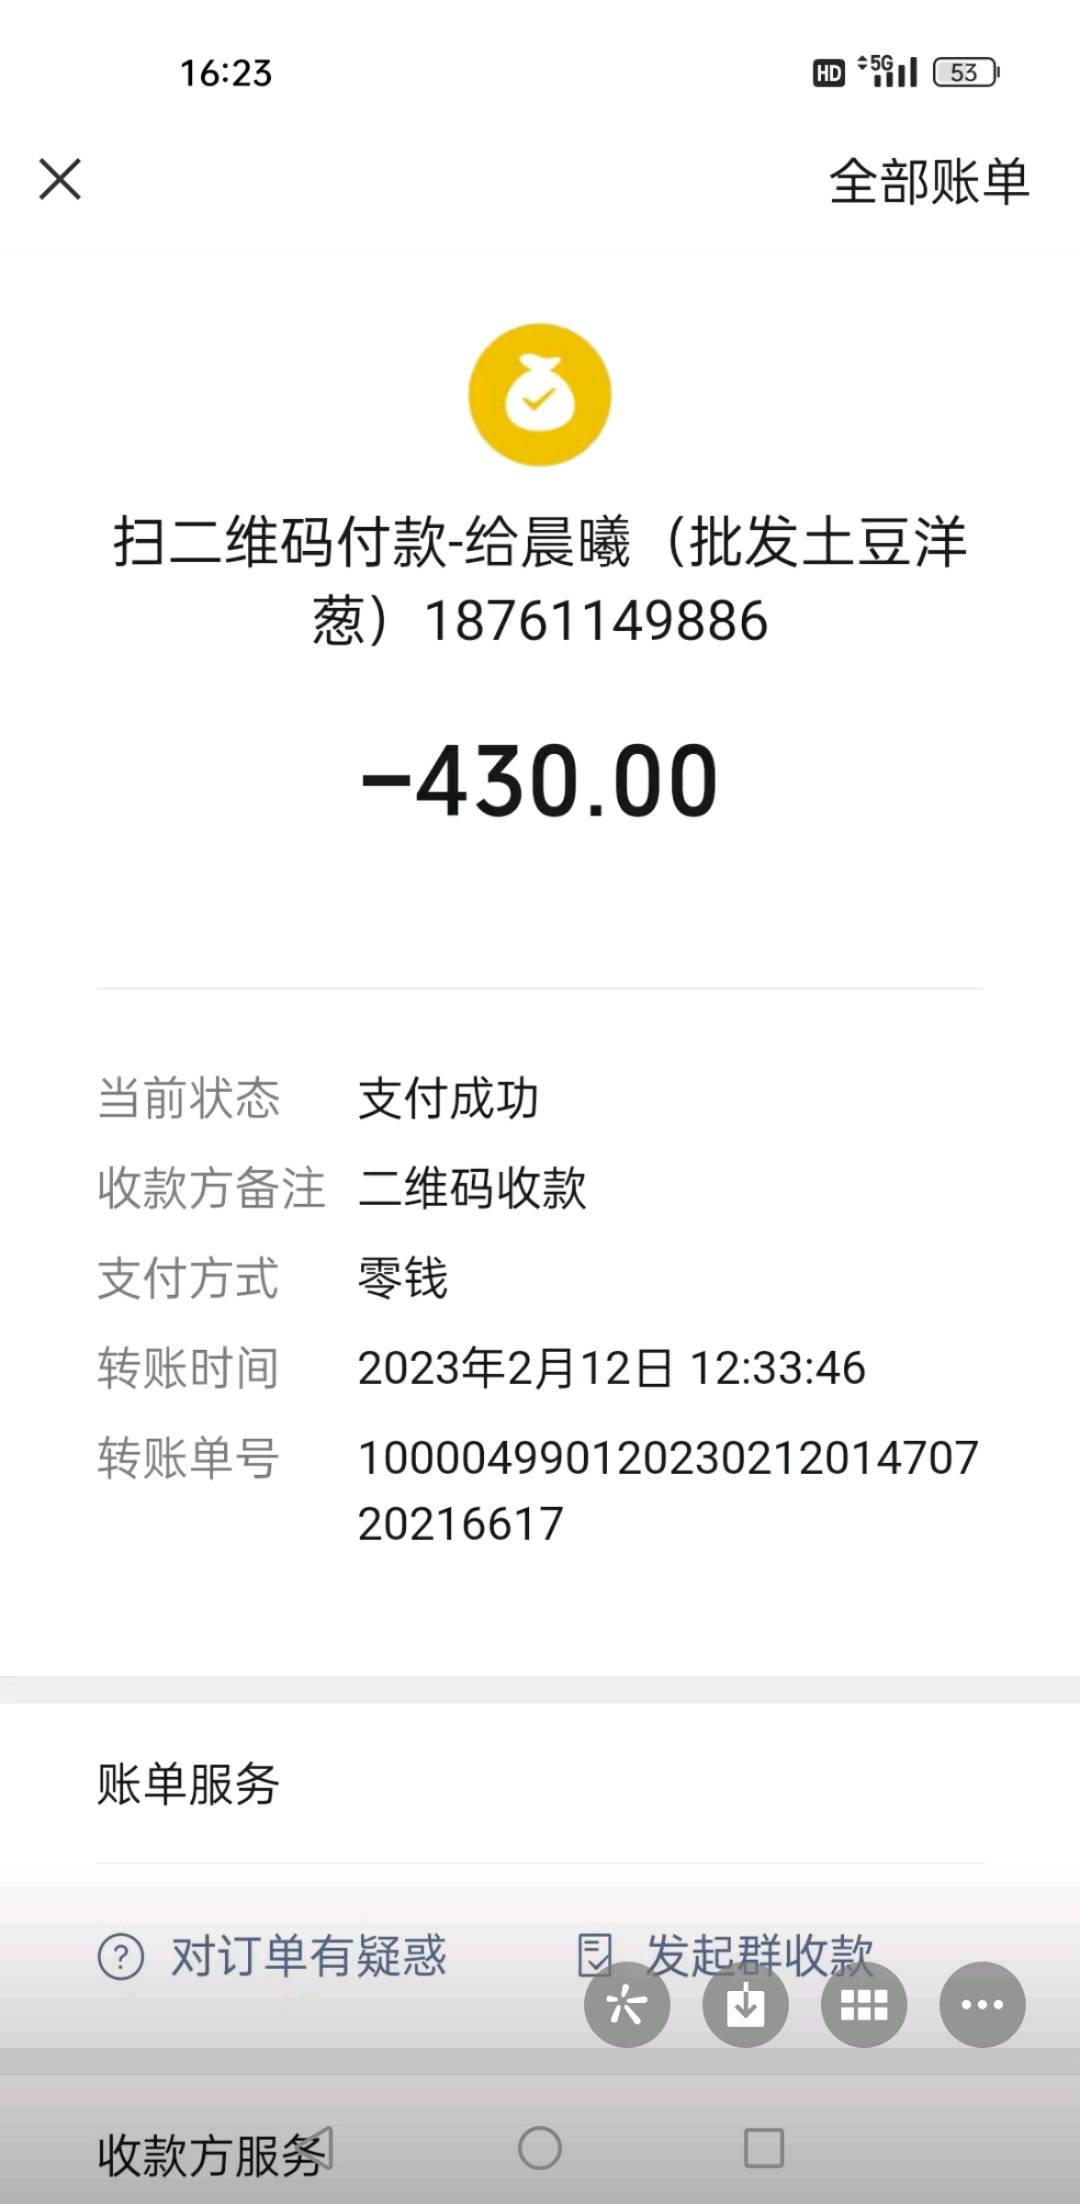 16:23
HD 5G 53
全部账单
扫二维码付款-给晨曦（批发土豆洋
葱）18761149886
-430.00
当前状态 支付成功
收款方备注 二维码收款
支付方式 零钱
转账时间 2023年2月12日 12:33:46
转账单号 100004990120230212014707
20216617
账单服务
对订单有疑惑 发起群收款
收款方服务